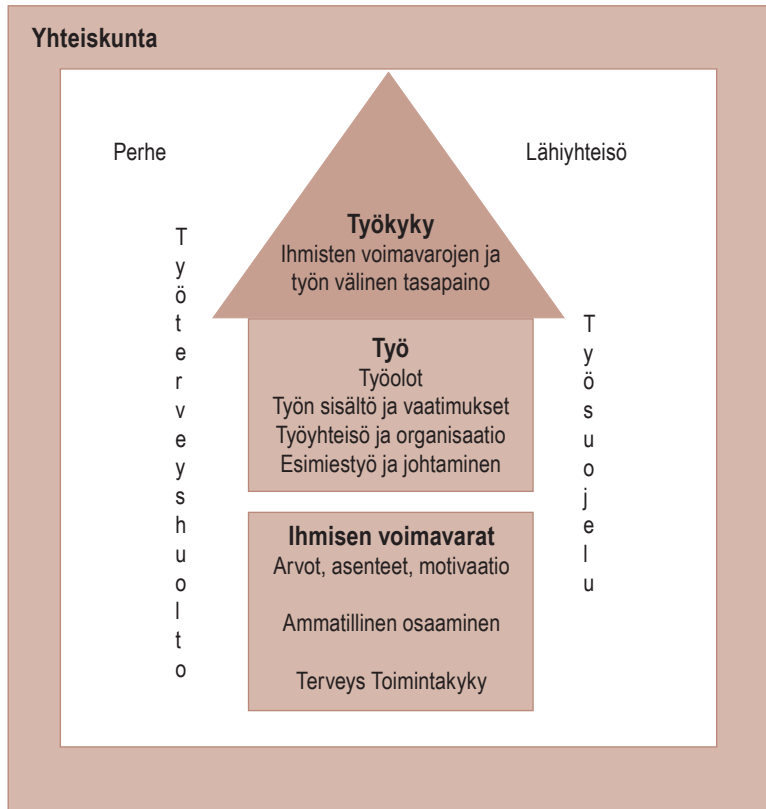 Yhteiskunta
Perhe
Lähiyhteisö
Työkyky
Ihmisten voimavarojen ja
työn välinen tasapaino
Työterveyshuolto
Työ
Työolot
Työn sisältö ja vaatimukset
Työyhteisö ja organisaatio
Esimiestyö ja johtaminen
Työsuojelu
Ihmisen voimavarat
Arvot, asenteet, motivaatio
Ammatillinen osaaminen
Terveys Toimintakyky